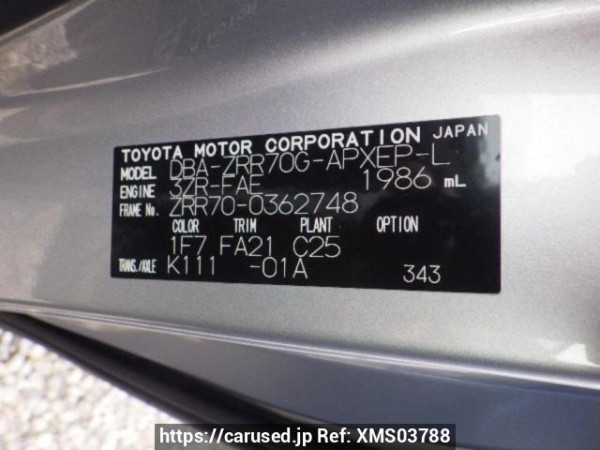 TOYOTA MOTOR CORPORATION JAPAN
MODEL DBA-ZRR70G-APXEP-L
ENGINE 3ZR-FAE 1986 mL
FRAME No. ZRR70-0362748
COLOR TRIM PLANT OPTION
1F7 FA21 C25
TRANS./AXLE K111 -01A 343
https://carused.jp Ref: XMS03788